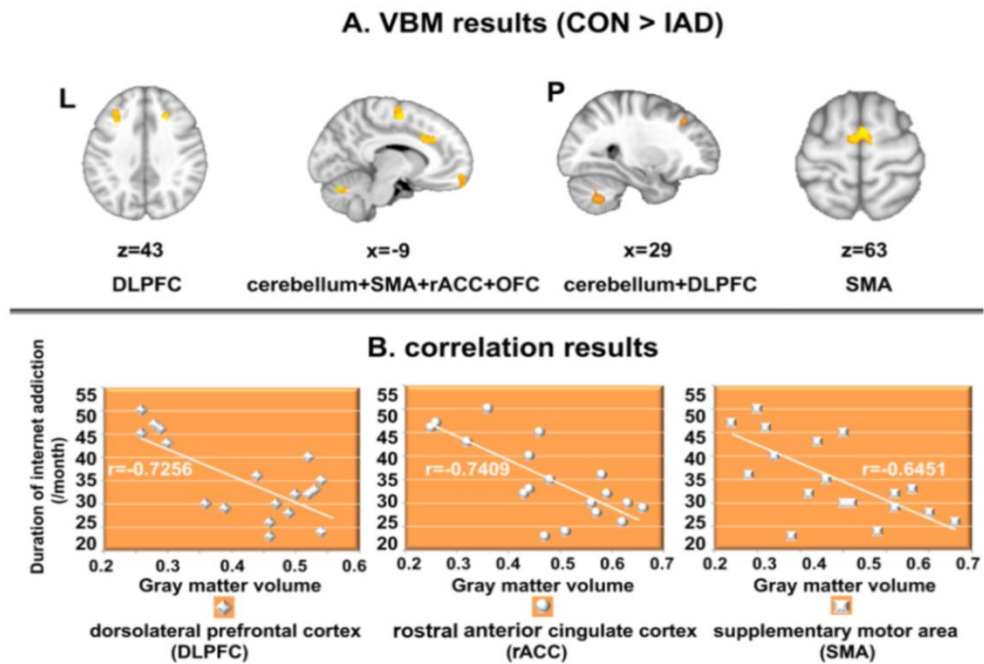 A. VBM results (CON > IAD)
L
P
z=43
x=-9
x=29
z=63
DLPFC
cerebellum+SMA+rACC+OFC
cerebellum+DLPFC
SMA
B. correlation results
Duration of internet addiction
(/month)
55
50
45
40
35
30
25
20
r=-0.7256
0.2 0.3 0.4 0.5 0.6
Gray matter volume
dorsolateral prefrontal cortex
(DLPFC)
55
50
45
40
35
30
25
20
r=-0.7409
0.2 0.3 0.4 0.5 0.6 0.7
Gray matter volume
rostral anterior cingulate cortex
(rACC)
55
50
45
40
35
30
25
20
r=-0.6451
0.2 0.3 0.4 0.5 0.6 0.7
Gray matter volume
supplementary motor area
(SMA)